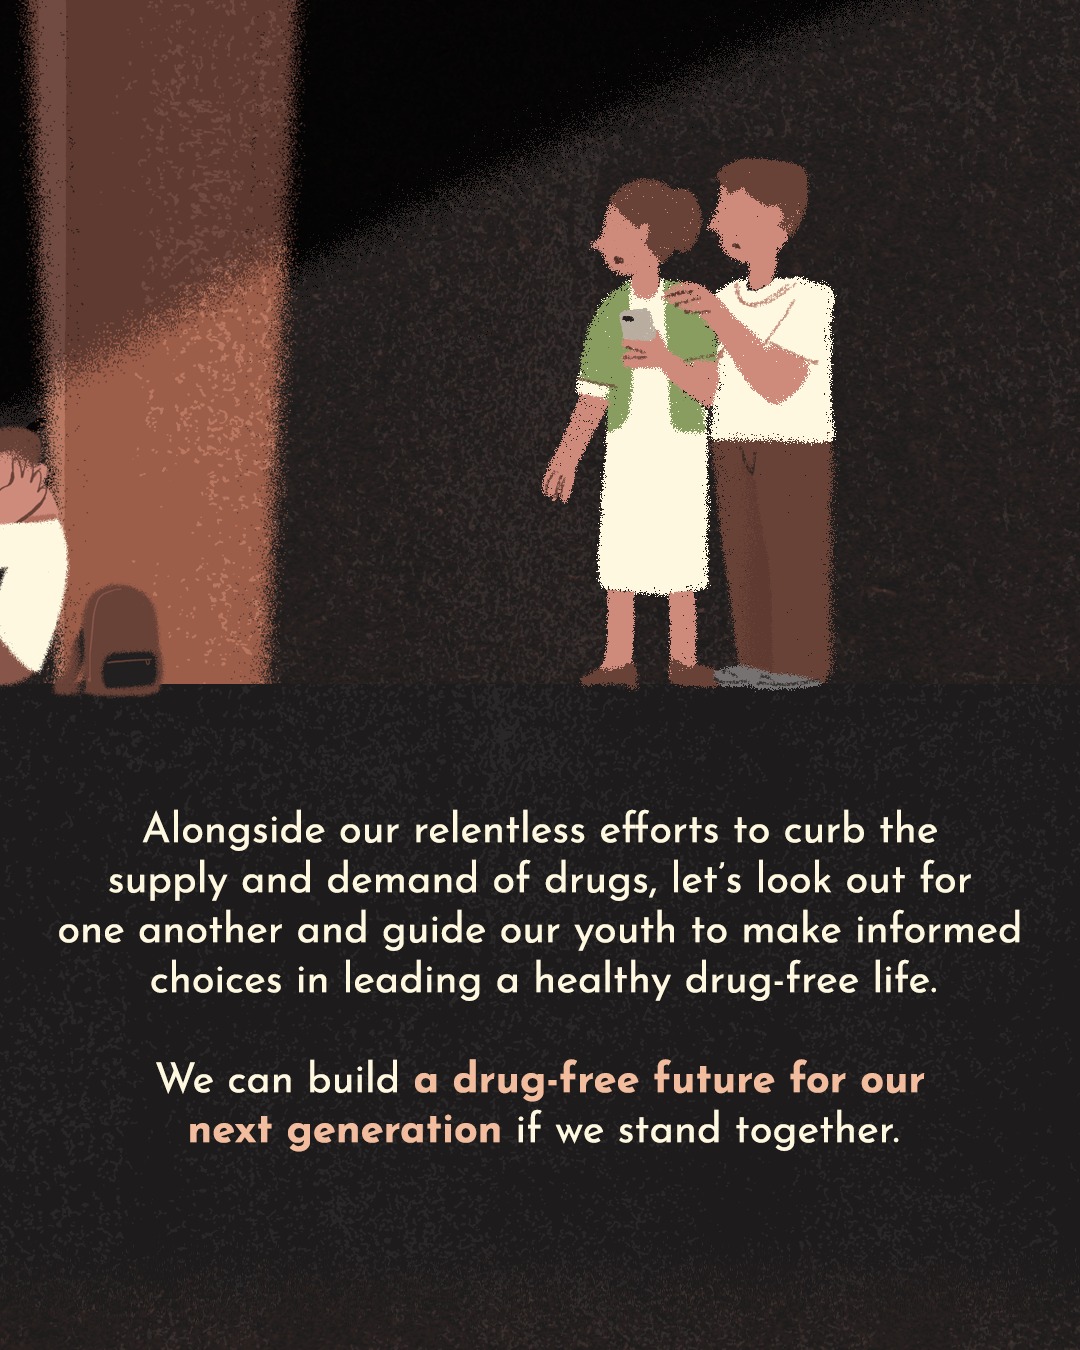 Alongside our relentless efforts to curb the
supply and demand of drugs, let’s look out for
one another and guide our youth to make informed
choices in leading a healthy drug-free life.
We can build a drug-free future for our
next generation if we stand together.